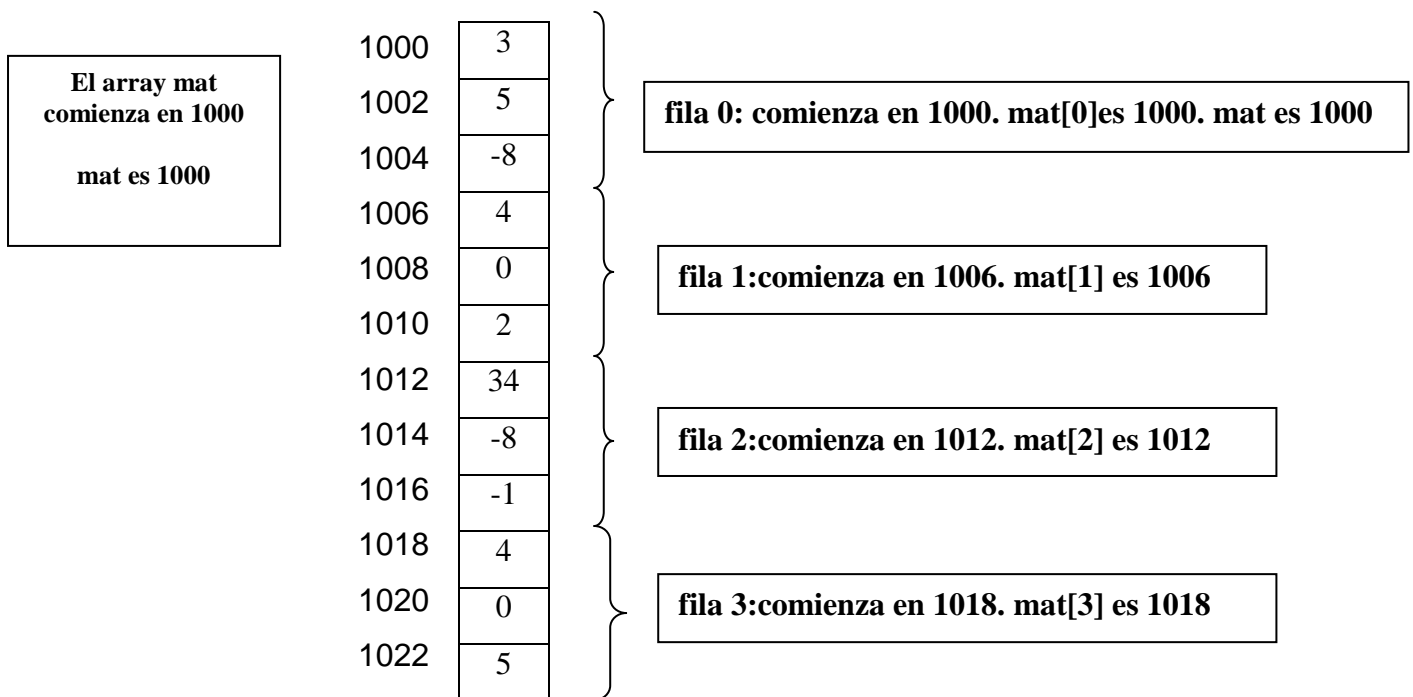 El array mat
comienza en 1000
mat es 1000
1000 3
1002 5
1004 -8
1006 4
1008 0
1010 2
1012 34
1014 -8
1016 -1
1018 4
1020 0
1022 5
fila 0: comienza en 1000. mat[0]es 1000. mat es 1000
fila 1:comienza en 1006. mat[1] es 1006
fila 2:comienza en 1012. mat[2] es 1012
fila 3:comienza en 1018. mat[3] es 1018